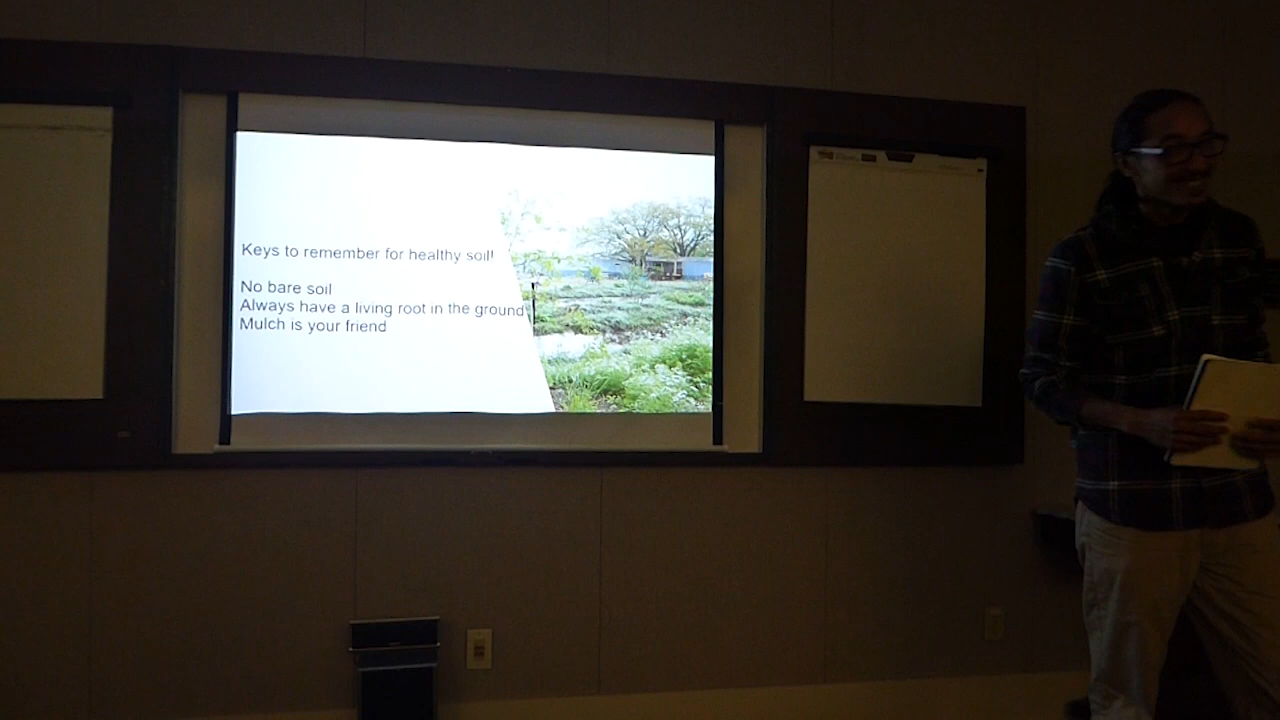 Keys to remember for healthy soil!
No bare soil
Always have a living root in the ground
Mulch is your friend